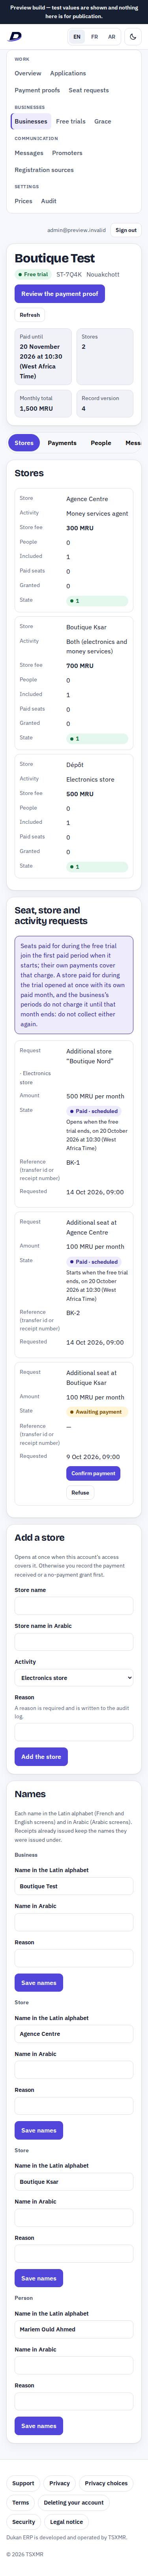 Preview build — test values are shown and nothing
here is for publication.
EN FR AR
WORK
Overview Applications
Payment proofs Seat requests
BUSINESSES
Businesses Free trials Grace
COMMUNICATION
Messages Promoters
Registration sources
SETTINGS
Prices Audit
admin@preview.invalid Sign out
Boutique Test
Free trial ST-7Q4K Nouakchott
Review the payment proof
Refresh
Paid until
20 November
2026 at 10:30
(West Africa
Time)
Stores
2
Monthly total
1,500 MRU
Record version
4
Stores Payments People Messa
Stores
Store Agence Centre
Activity Money services agent
Store fee 300 MRU
People 0
Included 1
Paid seats 0
Granted 0
State 1
Store Boutique Ksar
Activity Both (electronics and
money services)
Store fee 700 MRU
People 0
Included 1
Paid seats 0
Granted 0
State 1
Store Dépôt
Activity Electronics store
Store fee 500 MRU
People 0
Included 1
Paid seats 0
Granted 0
State 1
Seat, store and
activity requests
Seats paid for during the free trial
join the first paid period when it
starts; their own payments cover
that charge. A store paid for during
the trial opened at once with its own
paid month, and the business’s
periods do not charge it until that
month ends: do not collect either
again.
Request Additional store
“Boutique Nord”
· Electronics
store
Amount 500 MRU per month
State Paid · scheduled
Opens when the free
trial ends, on 20 October
2026 at 10:30 (West
Africa Time)
Reference BK-1
(transfer id or
receipt number)
Requested 14 Oct 2026, 09:00
Request Additional seat at
Agence Centre
Amount 100 MRU per month
State Paid · scheduled
Starts when the free trial
ends, on 20 October
2026 at 10:30 (West
Africa Time)
Reference BK-2
(transfer id or
receipt number)
Requested 14 Oct 2026, 09:00
Request Additional seat at
Boutique Ksar
Amount 100 MRU per month
State Awaiting payment
Reference —
(transfer id or
receipt number)
Requested 9 Oct 2026, 09:00
Confirm payment
Refuse
Add a store
Opens at once when this account’s access
covers it. Otherwise you record the payment
received or a no-payment grant first.
Store name
Store name in Arabic
Activity
Electronics store
Reason
A reason is required and is written to the audit
log.
Add the store
Names
Each name in the Latin alphabet (French and
English screens) and in Arabic (Arabic screens).
Receipts already issued keep the names they
were issued under.
Business
Name in the Latin alphabet
Boutique Test
Name in Arabic
Reason
Save names
Store
Name in the Latin alphabet
Agence Centre
Name in Arabic
Reason
Save names
Store
Name in the Latin alphabet
Boutique Ksar
Name in Arabic
Reason
Save names
Person
Name in the Latin alphabet
Mariem Ould Ahmed
Name in Arabic
Reason
Save names
Support Privacy Privacy choices
Terms Deleting your account
Security Legal notice
Dukan ERP is developed and operated by TSXMR.
© 2026 TSXMR